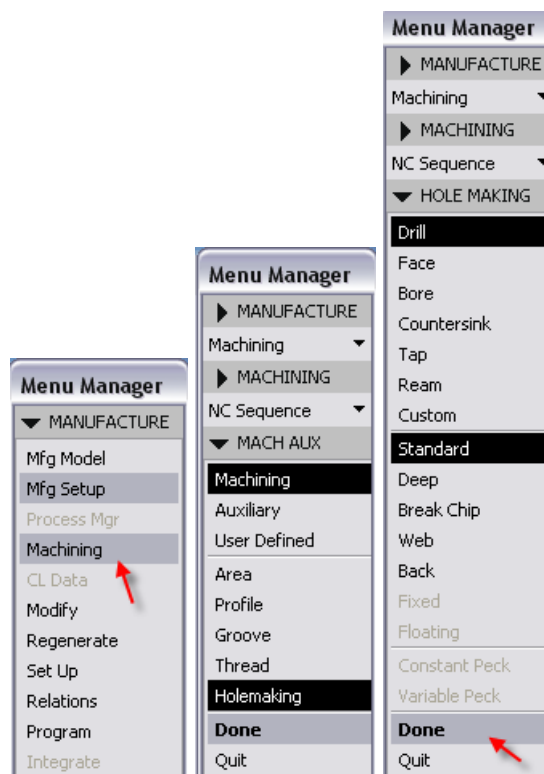 Menu Manager
MANUFACTURE
Mfg Model
Mfg Setup
Process Mgr
Machining
CL Data
Modify
Regenerate
Set Up
Relations
Program
Integrate
Menu Manager
MANUFACTURE
Machining
MACHINING
NC Sequence
MACH AUX
Machining
Auxiliary
User Defined
Area
Profile
Groove
Thread
Holemaking
Done
Quit
Menu Manager
MANUFACTURE
Machining
MACHINING
NC Sequence
HOLE MAKING
Drill
Face
Bore
Countersink
Tap
Ream
Custom
Standard
Deep
Break Chip
Web
Back
Fixed
Floating
Constant Peck
Variable Peck
Done
Quit